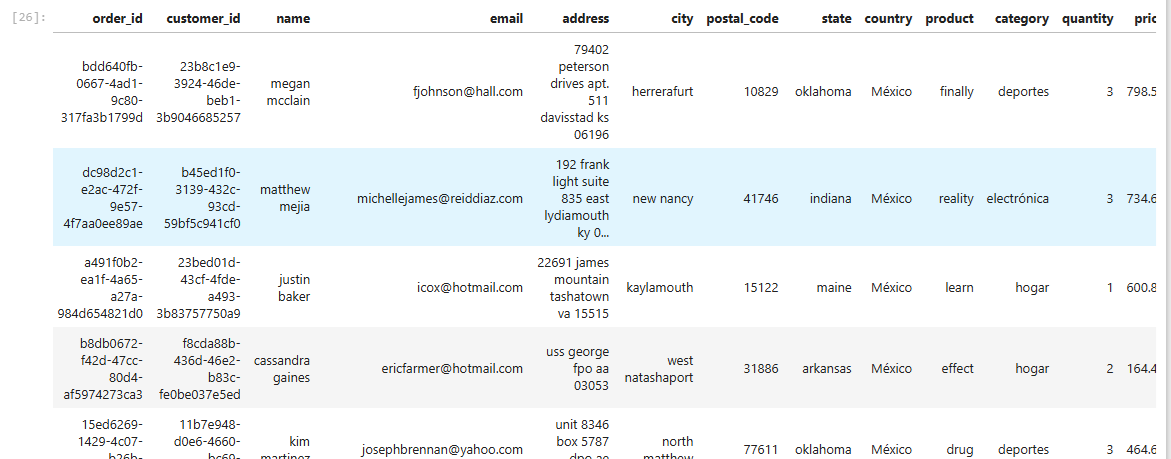 [26]:
order_id customer_id name email address city postal_code state country product category quantity
bdd640fb-
0667-4ad1-
9c80-
317fa3b1799d
23b8c1e9-
3924-46de-
beb1-
3b9046685257
megan
mcclain
fjohnson@hall.com
79402
peterson
drives apt.
511
davisstad ks
06196
herrerafurt
10829
oklahoma
México
finally
deportes
3
798.5
dc98d2c1-
e2ac-472f-
9e57-
4f7aa0ee89ae
b45ed1f0-
3139-432c-
93cd-
59bf5c941cf0
matthew
mejia
michellejames@reiddiaz.com
192 frank
light suite
835 east
lydiamouth
ky 0...
new nancy
41746
indiana
México
reality
electrónica
3
734.6
a491f0b2-
ea1f-4a65-
a27a-
984d654821d0
23bed01d-
43cf-4fde-
a493-
3b83757750a9
justin
baker
icox@hotmail.com
22691 james
mountain
tashatown
va 15515
kaylamouth
15122
maine
México
learn
hogar
1
600.8
b8db0672-
f42d-47cc-
80d4-
af5974273ca3
f8cda88b-
436d-46e2-
b83c-
fe0be037e5ed
cassandra
gaines
ericfarmer@hotmail.com
uss george
fpo aa
03053
west
natashaport
31886
arkansas
México
effect
hogar
2
164.4
15ed6269-
1429-4c07-
b26b-
11b7e948-
d0e6-4660-
bc69-
kim
martinez
josephbrennan@yahoo.com
unit 8346
box 5787
dpo ae
north
matthew
77611
oklahoma
México
drug
deportes
3
464.6